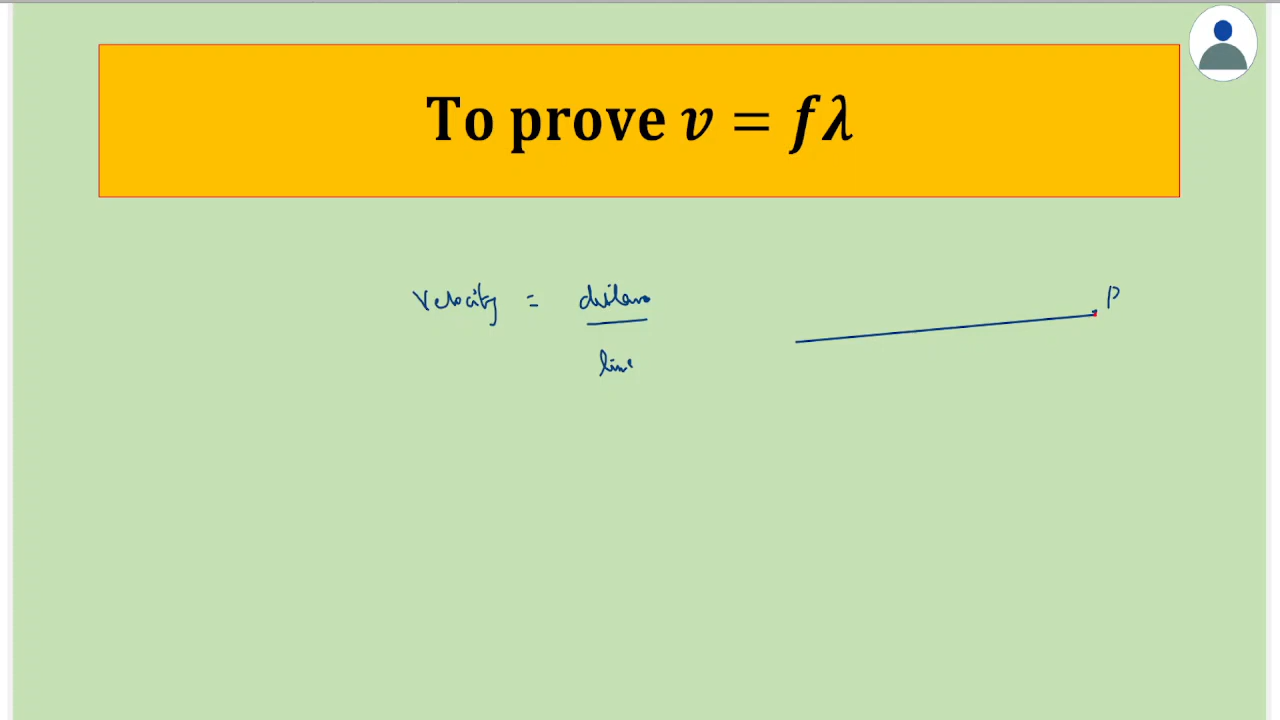 To prove v = fλ
Velocity = distance
time
P